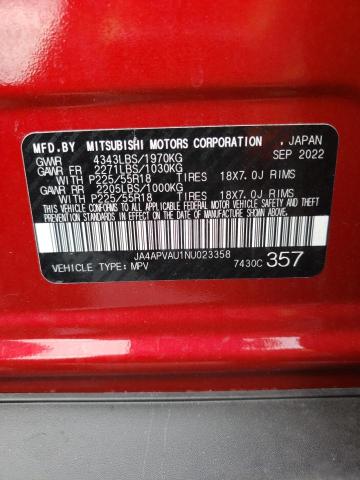 MFD.BY MITSUBISHI MOTORS CORPORATION , JAPAN
GVWR 4343LBS/1970KG SEP 2022
GAWR FR 2271LBS/1030KG
WITH P225/55R18 TIRES 18X7.0J RIMS
GAWR RR 2205LBS/1000KG
WITH P225/55R18 TIRES 18X7.0J RIMS
THIS VEHICLE CONFORMS TO ALL APPLICABLE FEDERAL MOTOR VEHICLE
SAFETY, BUMPER, AND THEFT PREVENTION STANDARDS IN EFFECT ON
THE DATE OF MANUFACTURE SHOWN ABOVE.
JA4APVAU1NU023358
VEHICLE TYPE: MPV 7430C 357